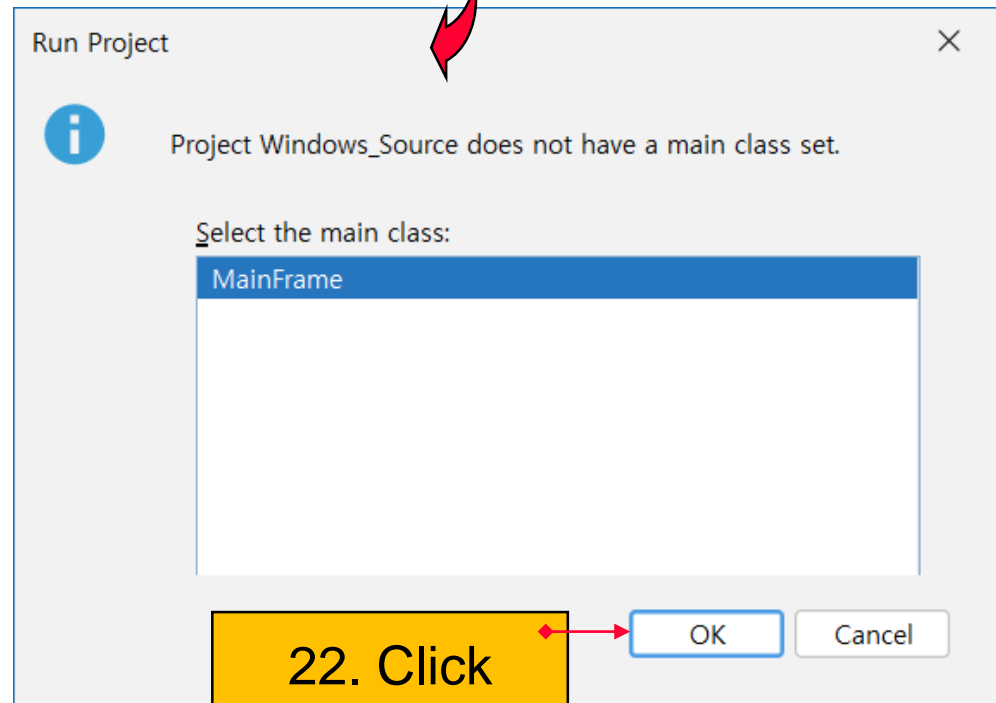 Run Project
Project Windows_Source does not have a main class set.
Select the main class:
MainFrame
OK Cancel
22. Click